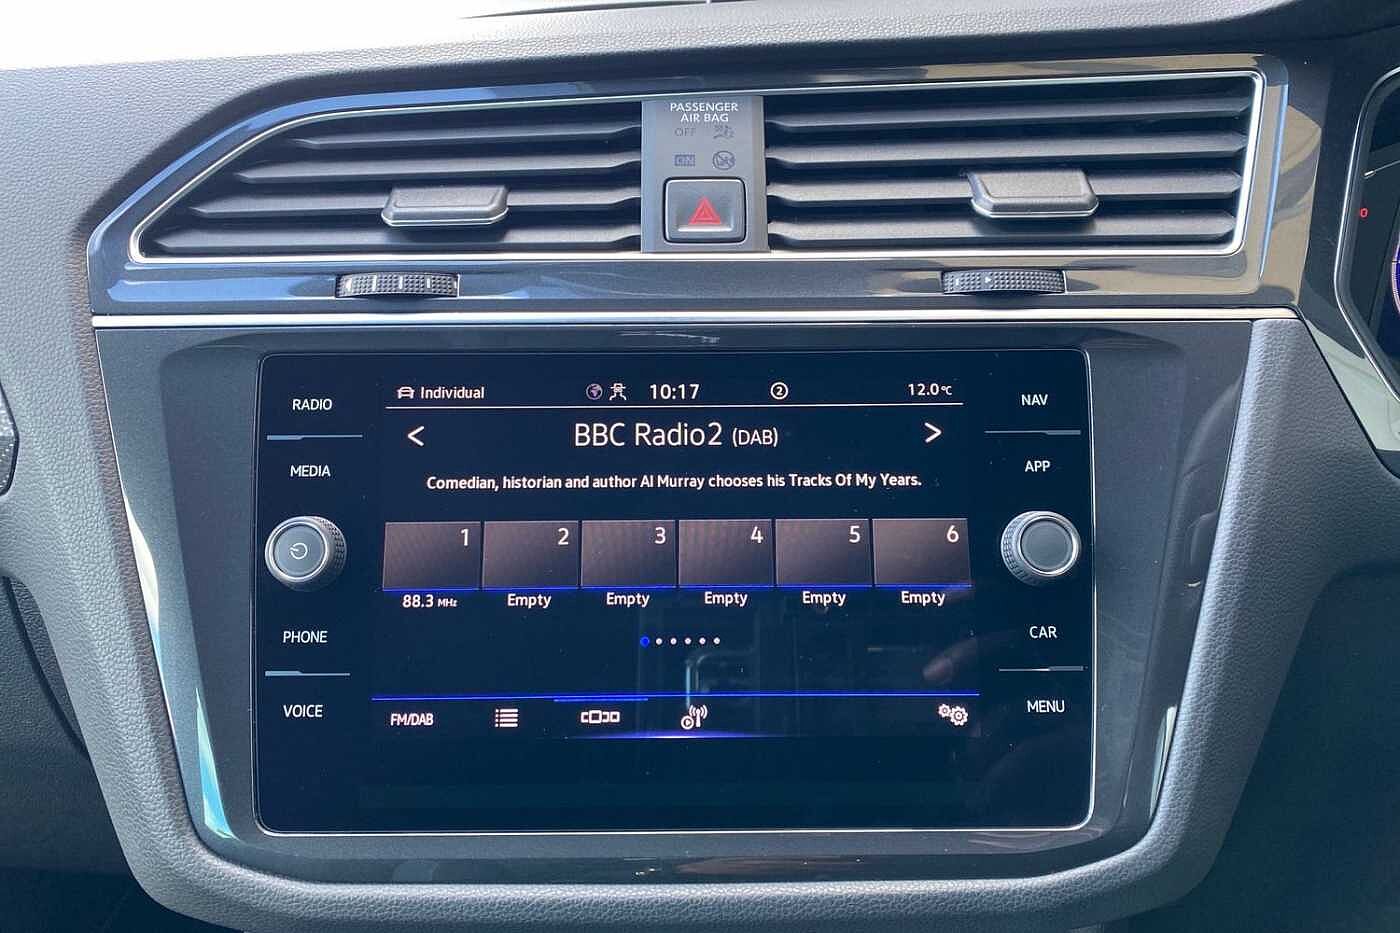 PASSENGER
AIR BAG
OFF
ON
RADIO
MEDIA
PHONE
VOICE
Individual
10:17
2
12.0°C
< BBC Radio2 (DAB) >
Comedian, historian and author Al Murray chooses his Tracks Of My Years.
1 2 3 4 5 6
88.3 MHz Empty Empty Empty Empty Empty
FM/DAB
NAV
APP
CAR
MENU
0